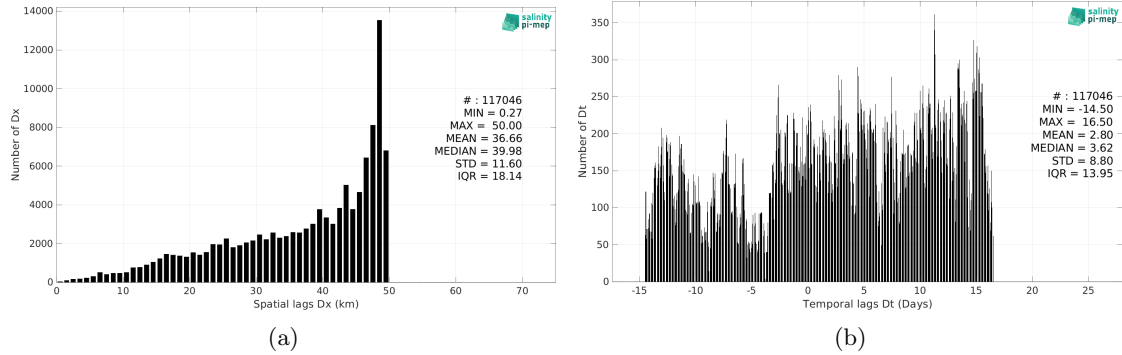 14000
12000
10000
8000
6000
4000
2000
0
Number of Dx
0
10
20
30
40
50
60
70
Spatial lags Dx (km)
salinity
pi-mep
# : 117046
MIN = 0.27
MAX = 50.00
MEAN = 36.66
MEDIAN = 39.98
STD = 11.60
IQR = 18.14
(a)
350
300
250
200
150
100
50
0
Number of Dt
-15
-10
-5
0
5
10
15
20
25
Temporal lags Dt (Days)
salinity
pi-mep
# : 117046
MIN = -14.50
MAX = 16.50
MEAN = 2.80
MEDIAN = 3.62
STD = 8.80
IQR = 13.95
(b)